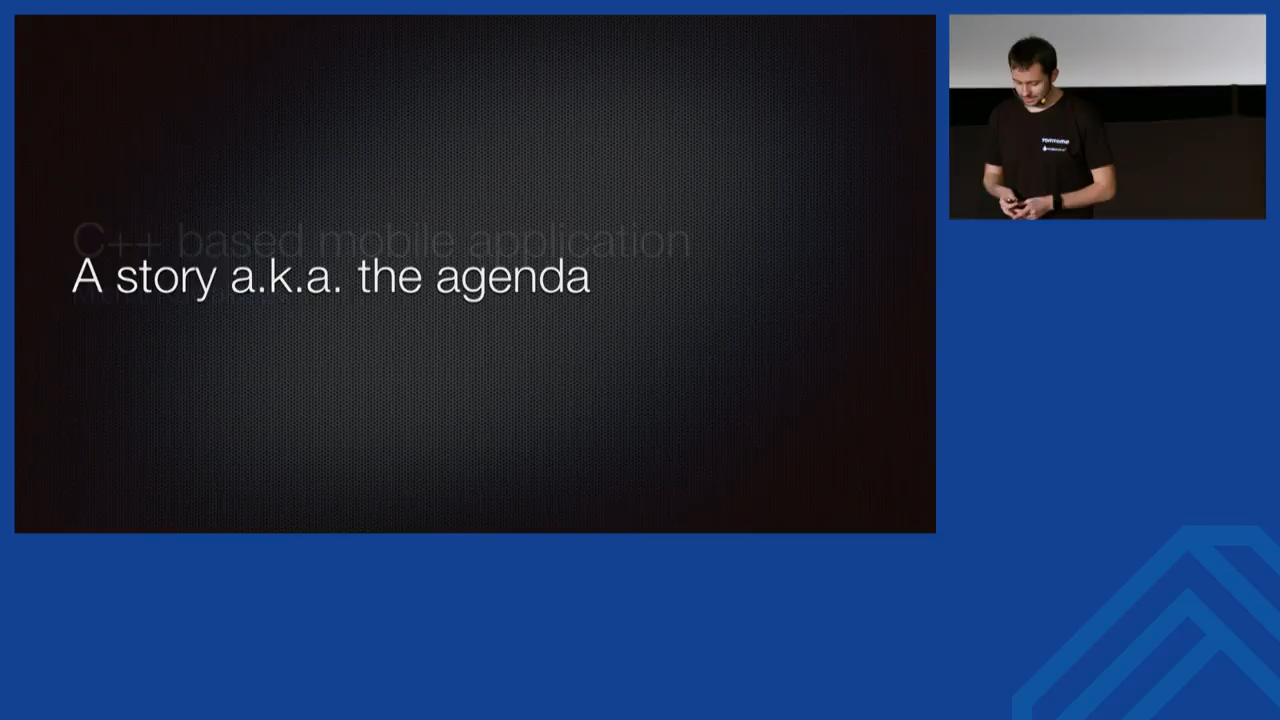 C++ based mobile application
A story a.k.a. the agenda